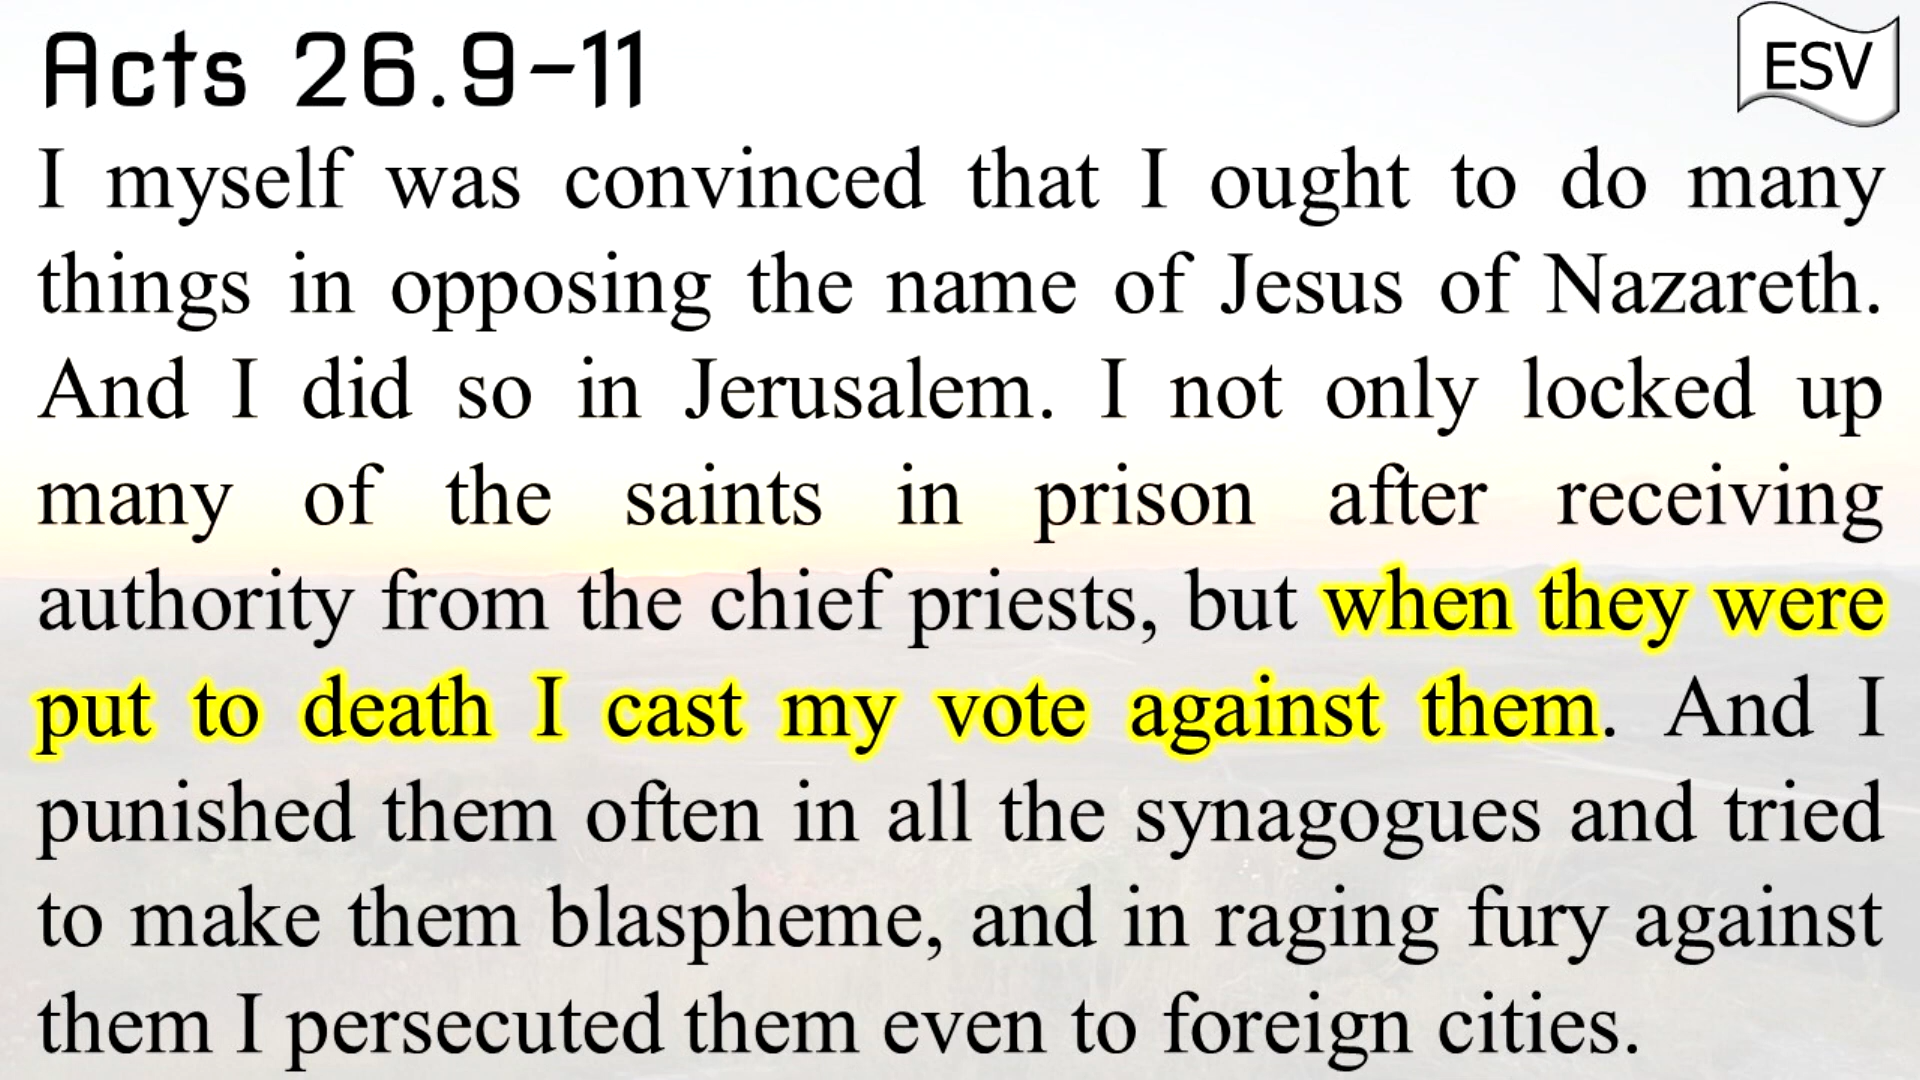 Acts 26.9–11
ESV
I myself was convinced that I ought to do many
things in opposing the name of Jesus of Nazareth.
And I did so in Jerusalem. I not only locked up
many of the saints in prison after receiving
authority from the chief priests, but when they were
put to death I cast my vote against them. And I
punished them often in all the synagogues and tried
to make them blaspheme, and in raging fury against
them I persecuted them even to foreign cities.